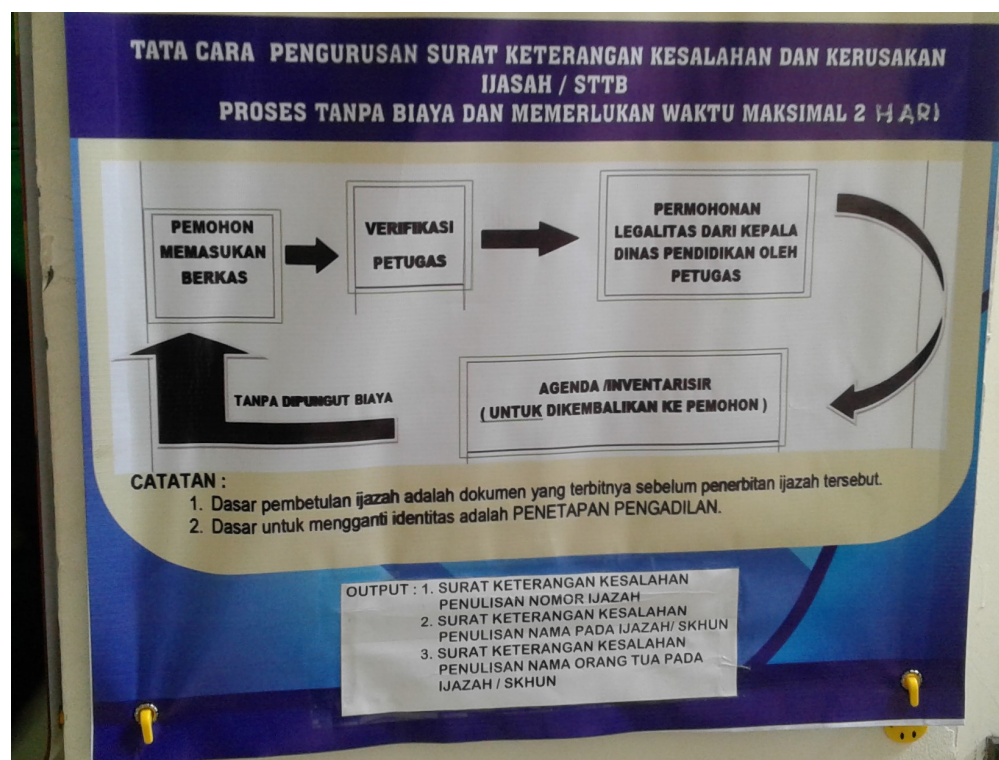 TATA CARA PENGURUSAN SURAT KETERANGAN KESALAHAN DAN KERUSAKAN
IJASAH / STTB
PROSES TANPA BIAYA DAN MEMERLUKAN WAKTU MAKSIMAL 2 HARI
PEMOHON
MEMASUKAN
BERKAS
VERIFIKASI
PETUGAS
PERMOHONAN
LEGALITAS DARI KEPALA
DINAS PENDIDIKAN OLEH
PETUGAS
AGENDA /INVENTARISIR
( UNTUK DIKEMBALIKAN KE PEMOHON )
TANPA DIPUNGUT BIAYA
CATATAN :
1. Dasar pembetulan ijazah adalah dokumen yang terbitnya sebelum penerbitan ijazah tersebut.
2. Dasar untuk mengganti identitas adalah PENETAPAN PENGADILAN.
OUTPUT : 1. SURAT KETERANGAN KESALAHAN
PENULISAN NOMOR IJAZAH
2. SURAT KETERANGAN KESALAHAN
PENULISAN NAMA PADA IJAZAH/ SKHUN
3. SURAT KETERANGAN KESALAHAN
PENULISAN NAMA ORANG TUA PADA
IJAZAH / SKHUN